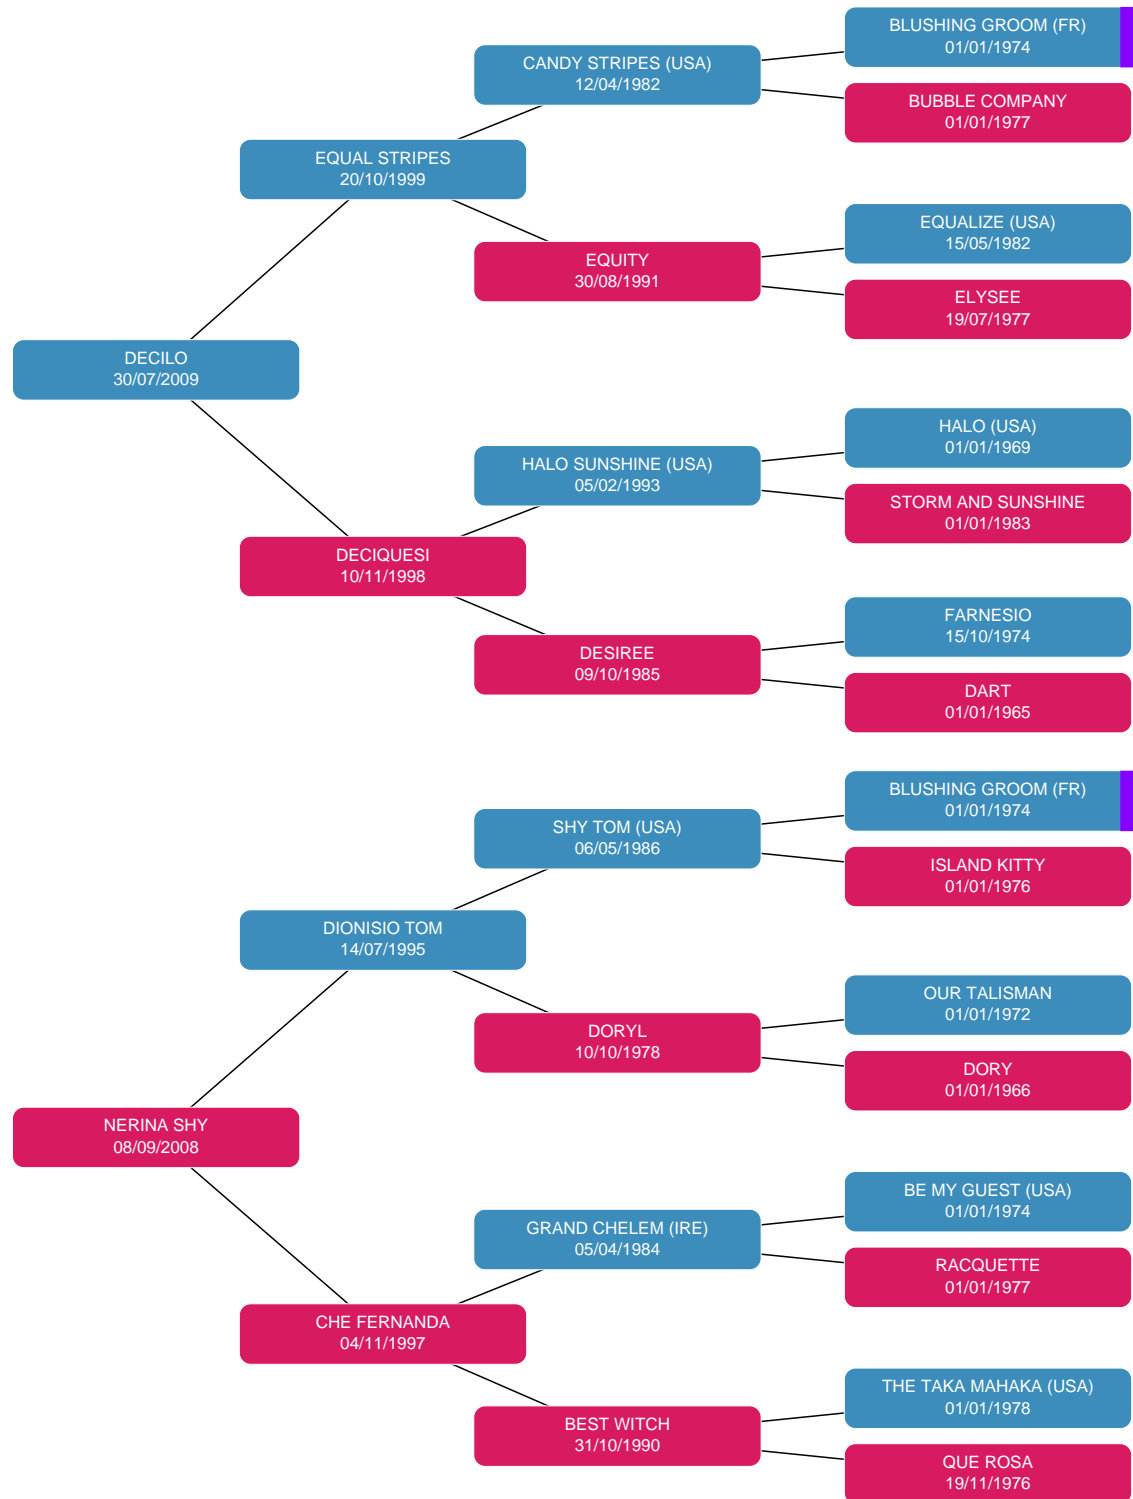 BLUSHING GROOM (FR)
01/01/1974
CANDY STRIPES (USA)
12/04/1982
BUBBLE COMPANY
01/01/1977
EQUAL STRIPES
20/10/1999
EQUALIZE (USA)
15/05/1982
EQUITY
30/08/1991
ELYSEE
19/07/1977
DECILO
30/07/2009
HALO (USA)
01/01/1969
HALO SUNSHINE (USA)
05/02/1993
STORM AND SUNSHINE
01/01/1983
DECIQUESI
10/11/1998
FARNESIO
15/10/1974
DESIREE
09/10/1985
DART
01/01/1965
BLUSHING GROOM (FR)
01/01/1974
SHY TOM (USA)
06/05/1986
ISLAND KITTY
01/01/1976
DIONISIO TOM
14/07/1995
OUR TALISMAN
01/01/1972
DORYL
10/10/1978
DORY
01/01/1966
NERINA SHY
08/09/2008
BE MY GUEST (USA)
01/01/1974
GRAND CHELEM (IRE)
05/04/1984
RACQUETTE
01/01/1977
CHE FERNANDA
04/11/1997
THE TAKA MAHAKA (USA)
01/01/1978
BEST WITCH
31/10/1990
QUE ROSA
19/11/1976